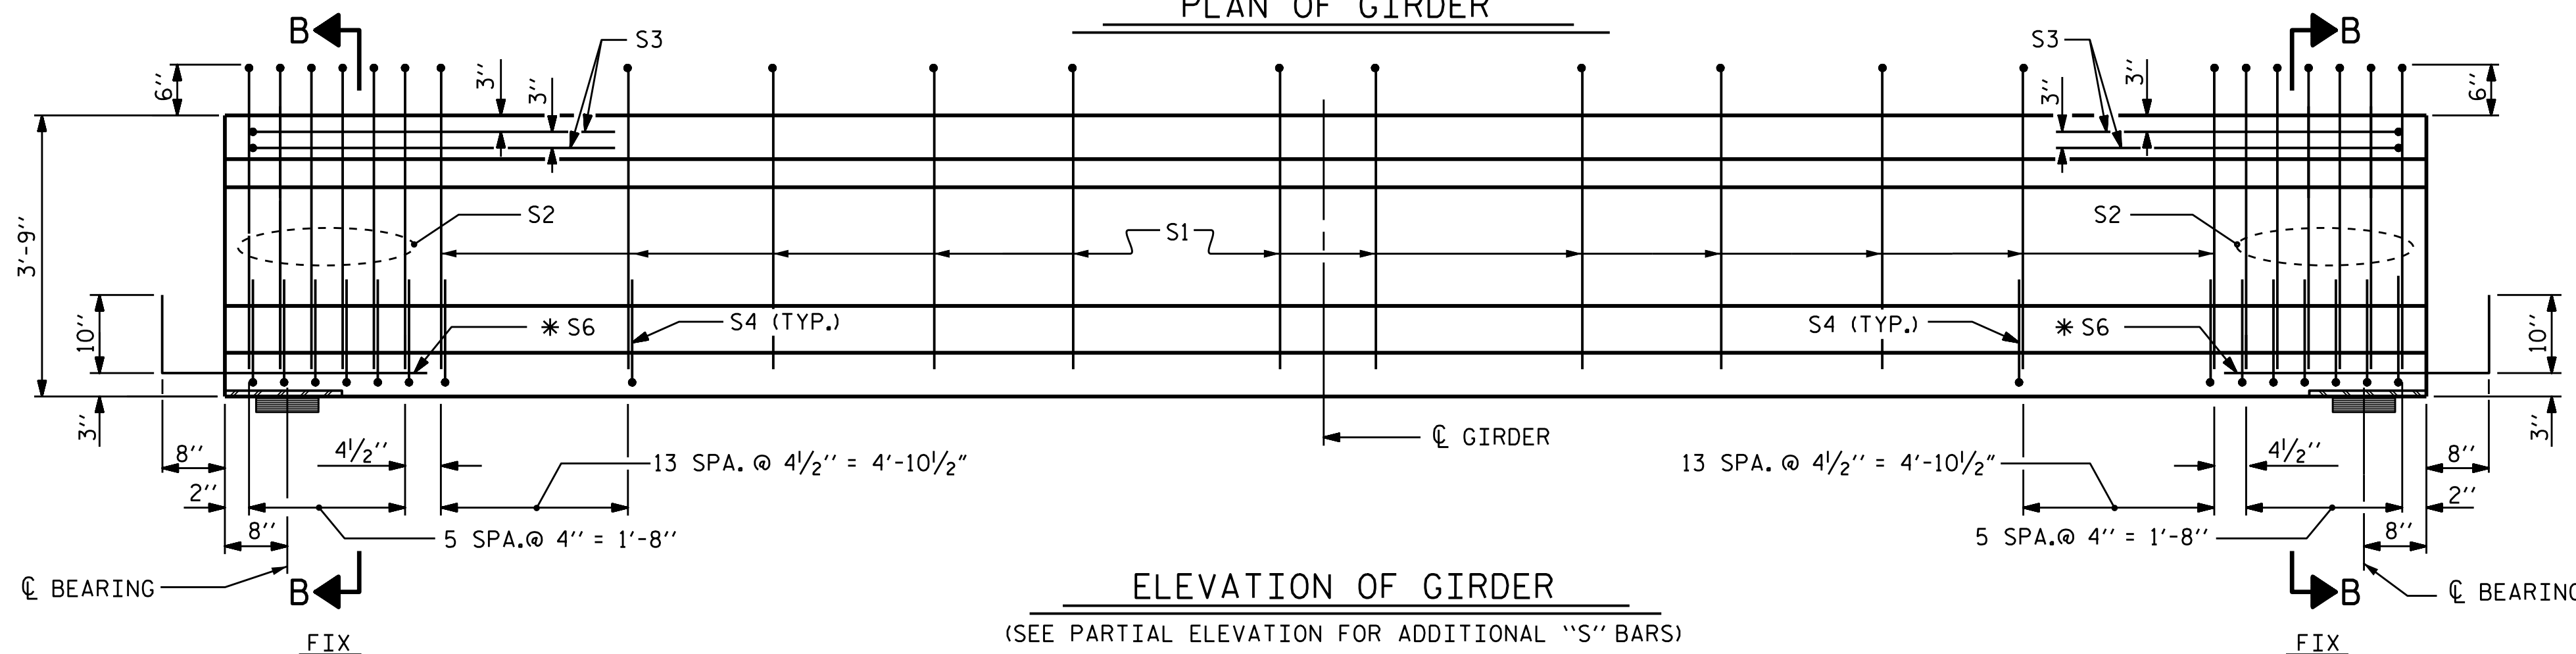 PLAN OF GIRDER
B
S3
S3
B
6''
3''
3''
3''
3''
6''
3'-9''
S2
S1
S2
10''
✳ S6
S4 (TYP.)
S4 (TYP.)
✳ S6
10''
3''
℄ GIRDER
3''
8''
4½''
13 SPA. @ 4½'' = 4'-10½"
13 SPA. @ 4½'' = 4'-10½"
4½''
8''
2''
2''
8''
5 SPA.@ 4'' = 1'-8''
5 SPA.@ 4'' = 1'-8''
8''
℄ BEARING
B
ELEVATION OF GIRDER
B
℄ BEARING
(SEE PARTIAL ELEVATION FOR ADDITIONAL ''S'' BARS)
FIX
FIX